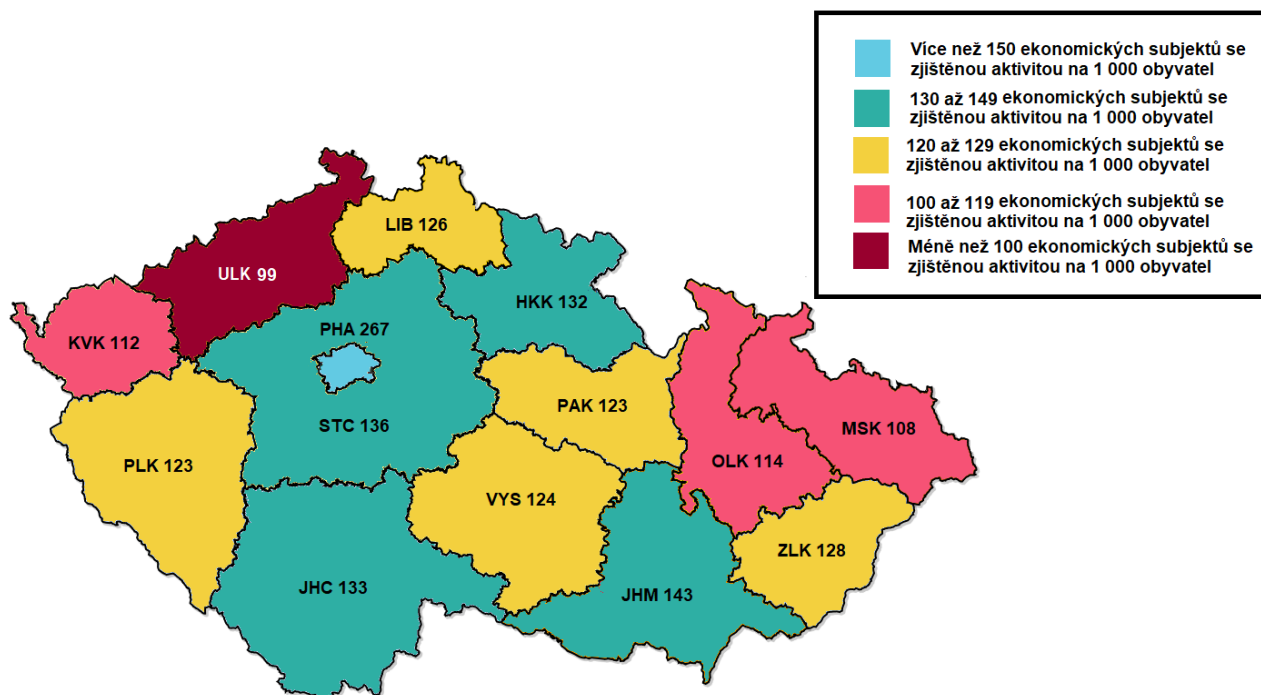 Více než 150 ekonomických subjektů se
zjištěnou aktivitou na 1 000 obyvatel
130 až 149 ekonomických subjektů se
zjištěnou aktivitou na 1 000 obyvatel
120 až 129 ekonomických subjektů se
zjištěnou aktivitou na 1 000 obyvatel
100 až 119 ekonomických subjektů se
zjištěnou aktivitou na 1 000 obyvatel
Méně než 100 ekonomických subjektů se
zjištěnou aktivitou na 1 000 obyvatel
LIB 126
ULK 99
HKK 132
PHA 267
KVK 112
PAK 123
STC 136
MSK 108
OLK 114
PLK 123
VYS 124
ZLK 128
JHC 133
JHM 143